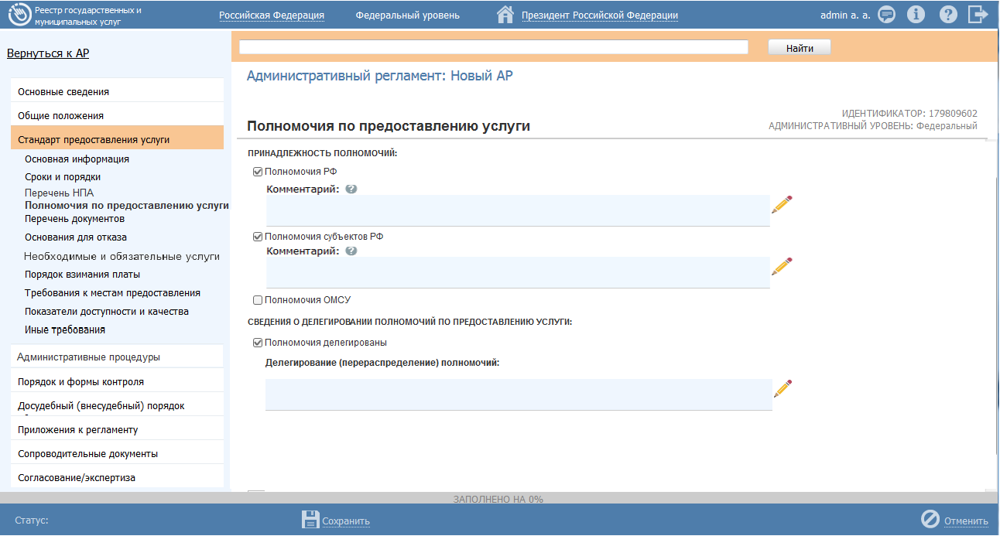 Реестр государственных и
муниципальных услуг
Российская Федерация
Федеральный уровень
Президент Российской Федерации
admin a. a.
Вернуться к АР
Найти
Административный регламент: Новый АР
Основные сведения
Общие положения
Стандарт предоставления услуги
Основная информация
Сроки и порядки
Перечень НПА
Полномочия по предоставлению услуги
Перечень документов
Основания для отказа
Необходимые и обязательные услуги
Порядок взимания платы
Требования к местам предоставления
Показатели доступности и качества
Иные требования
Административные процедуры
Порядок и формы контроля
Досудебный (внесудебный) порядок
Приложения к регламенту
Сопроводительные документы
Согласование/экспертиза
ИДЕНТИФИКАТОР: 179809602
Полномочия по предоставлению услуги
АДМИНИСТРАТИВНЫЙ УРОВЕНЬ: Федеральный
ПРИНАДЛЕЖНОСТЬ ПОЛНОМОЧИЙ:
Полномочия РФ
Комментарий: ?
Полномочия субъектов РФ
Комментарий: ?
Полномочия ОМСУ
СВЕДЕНИЯ О ДЕЛЕГИРОВАНИИ ПОЛНОМОЧИЙ ПО ПРЕДОСТАВЛЕНИЮ УСЛУГИ:
Полномочия делегированы
Делегирование (перераспределение) полномочий:
ЗАПОЛНЕНО НА 0%
Статус:
Сохранить
Отменить